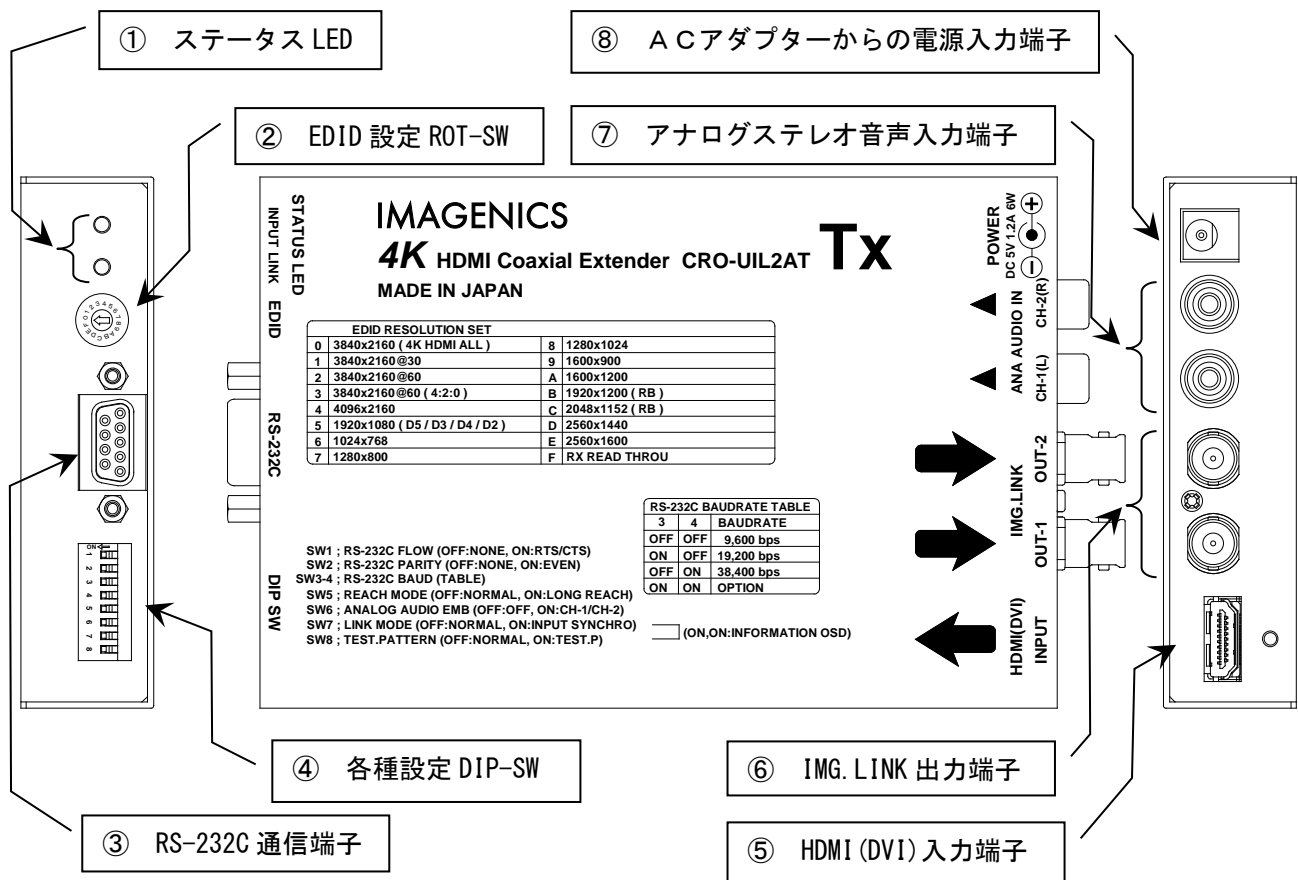 ① ステータス LED
⑧ ＡＣアダプターからの電源入力端子
② EDID 設定 ROT-SW
⑦ アナログステレオ音声入力端子
STATUS LED
INPUT LINK
EDID
RS-232C
DIP SW
IMAGENICS
4K HDMI Coaxial Extender CRO-UIL2AT Tx
MADE IN JAPAN
POWER
DC 5V 1.2A 6W
ANA AUDIO IN
CH-2(R)
CH-1(L)
IMG.LINK
OUT-2
OUT-1
HDMI(DVI)
INPUT
EDID RESOLUTION SET
0 3840x2160 ( 4K HDMI ALL ) 8 1280x1024
1 3840x2160@30 9 1600x900
2 3840x2160@60 A 1600x1200
3 3840x2160@60 ( 4:2:0 ) B 1920x1200 ( RB )
4 4096x2160 C 2048x1152 ( RB )
5 1920x1080 ( D5 / D3 / D4 / D2 ) D 2560x1440
6 1024x768 E 2560x1600
7 1280x800 F RX READ THROU
RS-232C BAUDRATE TABLE
3 4 BAUDRATE
OFF OFF 9,600 bps
ON OFF 19,200 bps
OFF ON 38,400 bps
ON ON OPTION
SW1 ; RS-232C FLOW (OFF:NONE, ON:RTS/CTS)
SW2 ; RS-232C PARITY (OFF:NONE, ON:EVEN)
SW3-4 ; RS-232C BAUD (TABLE)
SW5 ; REACH MODE (OFF:NORMAL, ON:LONG REACH)
SW6 ; ANALOG AUDIO EMB (OFF:OFF, ON:CH-1/CH-2)
SW7 ; LINK MODE (OFF:NORMAL, ON:INPUT SYNCHRO)
SW8 ; TEST.PATTERN (OFF:NORMAL, ON:TEST.P)
(ON,ON:INFORMATION OSD)
0123456789ABCDEF
ON
1
2
3
4
5
6
7
8
④ 各種設定 DIP-SW
⑥ IMG.LINK 出力端子
③ RS-232C 通信端子
⑤ HDMI(DVI)入力端子